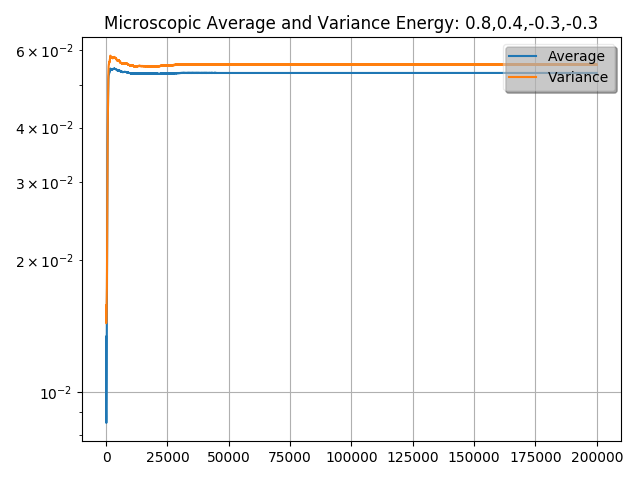 Microscopic Average and Variance Energy: 0.8,0.4,-0.3,-0.3
Average
Variance
6 × 10⁻²
4 × 10⁻²
3 × 10⁻²
2 × 10⁻²
10⁻²
0 25000 50000 75000 100000 125000 150000 175000 200000